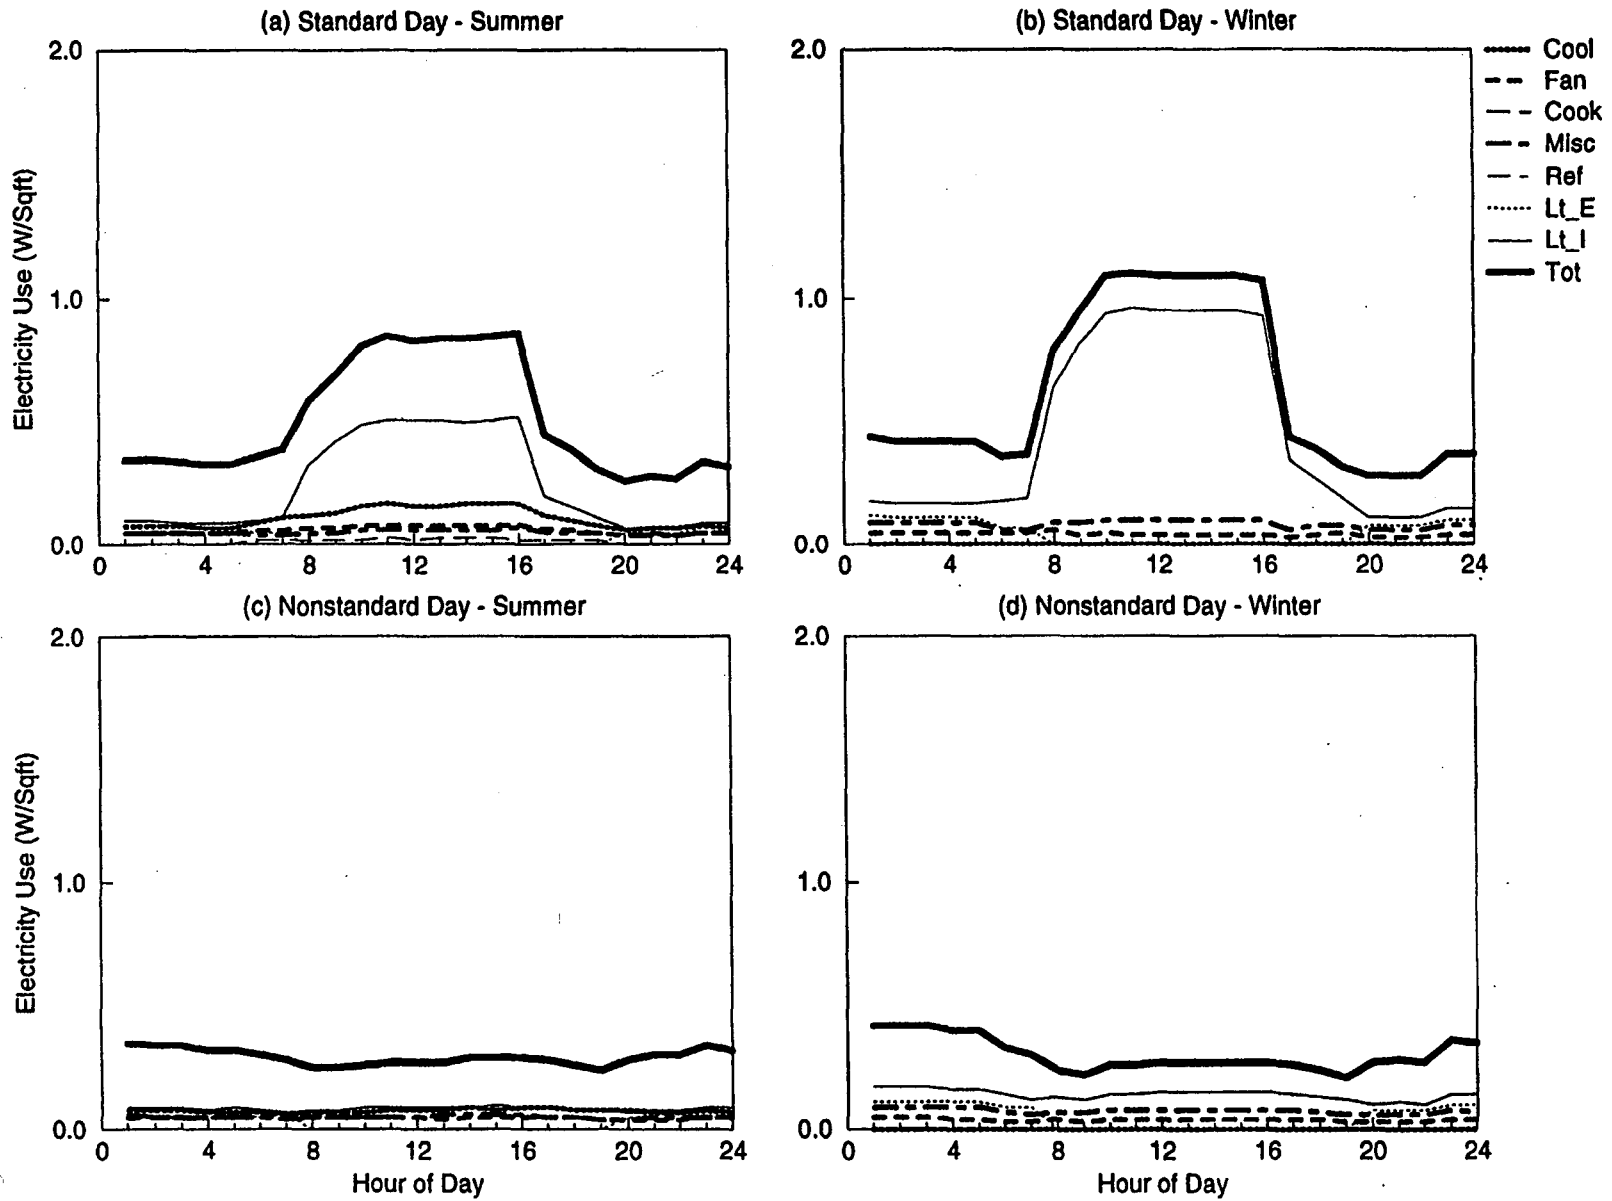 (a) Standard Day - Summer
2.0
1.0
0.0
Electricity Use (W/Sqft)
0 4 8 12 16 20 24
(b) Standard Day - Winter
2.0
1.0
0.0
0 4 8 12 16 20 24
Cool
Fan
Cook
Misc
Ref
Lt_E
Lt_I
Tot
(c) Nonstandard Day - Summer
2.0
1.0
0.0
Electricity Use (W/Sqft)
0 4 8 12 16 20 24
Hour of Day
(d) Nonstandard Day - Winter
2.0
1.0
0.0
0 4 8 12 16 20 24
Hour of Day